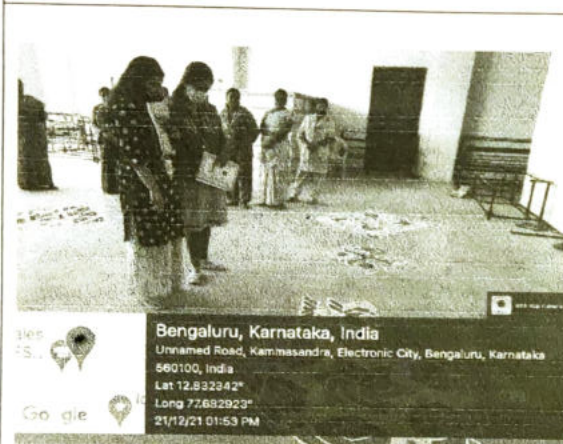 Bengaluru, Karnataka, India
Unnamed Road, Kammasandra, Electronic City, Bengaluru, Karnataka
560100, India
Lat 12.832342°
Long 77.682923°
21/12/21 01:53 PM
Google